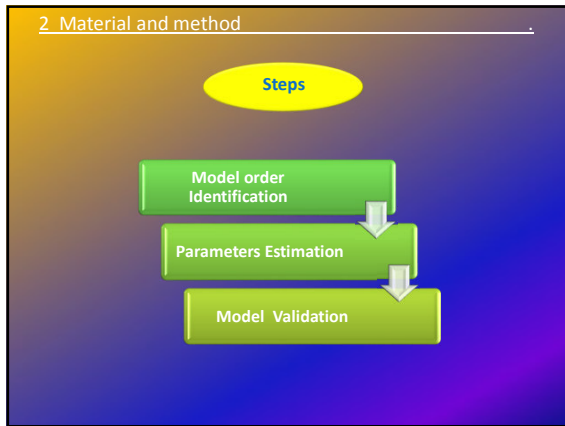 2 Material and method .
Steps
Model order
Identification
Parameters Estimation
Model Validation